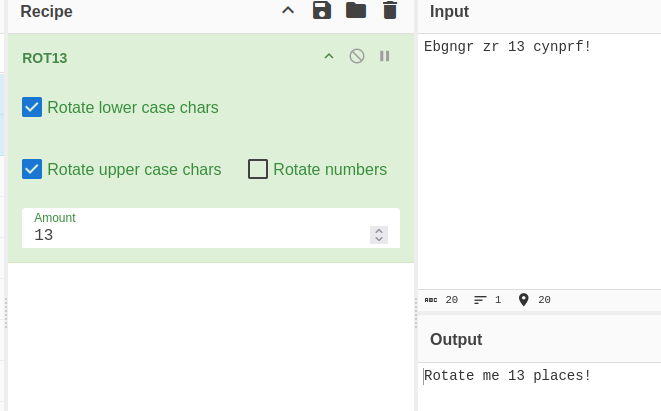 Recipe
ROT13
Rotate lower case chars
Rotate upper case chars
Rotate numbers
Amount
13
Input
Ebgngr zr 13 cynprf!
ABC 20 1 20
Output
Rotate me 13 places!